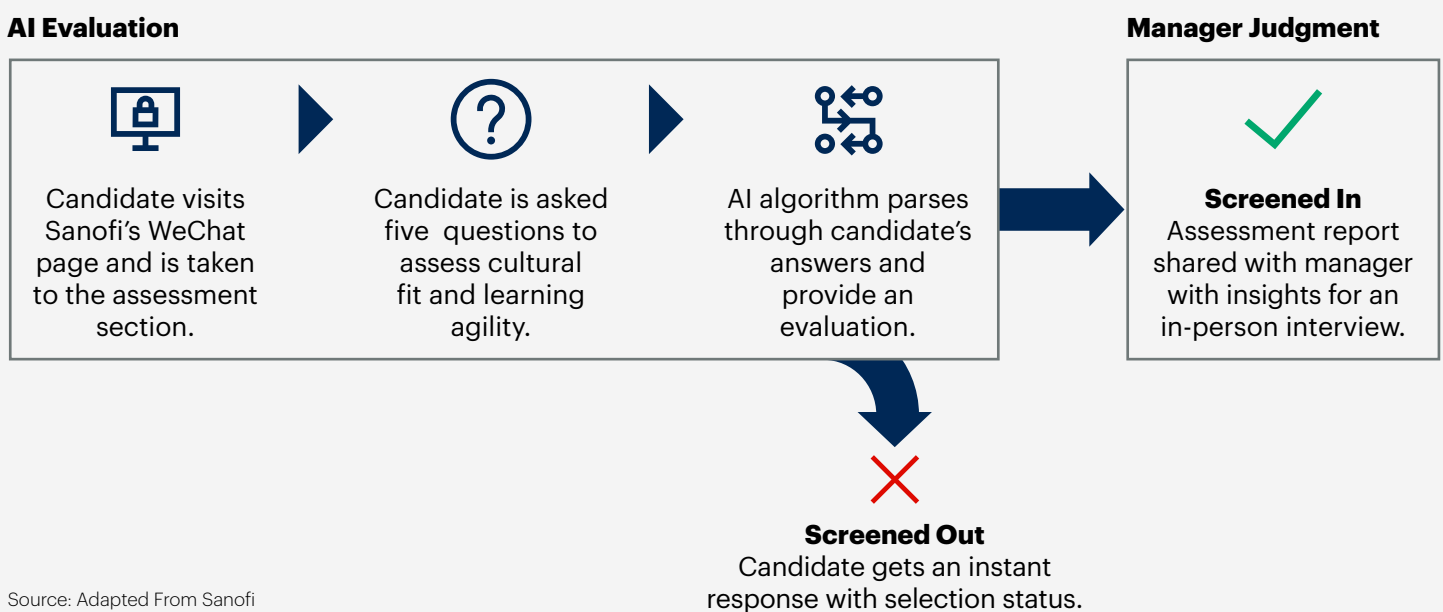 AI Evaluation
Candidate visits
Sanofi's WeChat
page and is taken
to the assessment
section.
Candidate is asked
five  questions to
assess cultural
fit and learning
agility.
AI algorithm parses
through candidate's
answers and
provide an
evaluation.
Manager Judgment
Screened In
Assessment report
shared with manager
with insights for an
in-person interview.
Screened Out
Candidate gets an instant
response with selection status.
Source: Adapted From Sanofi